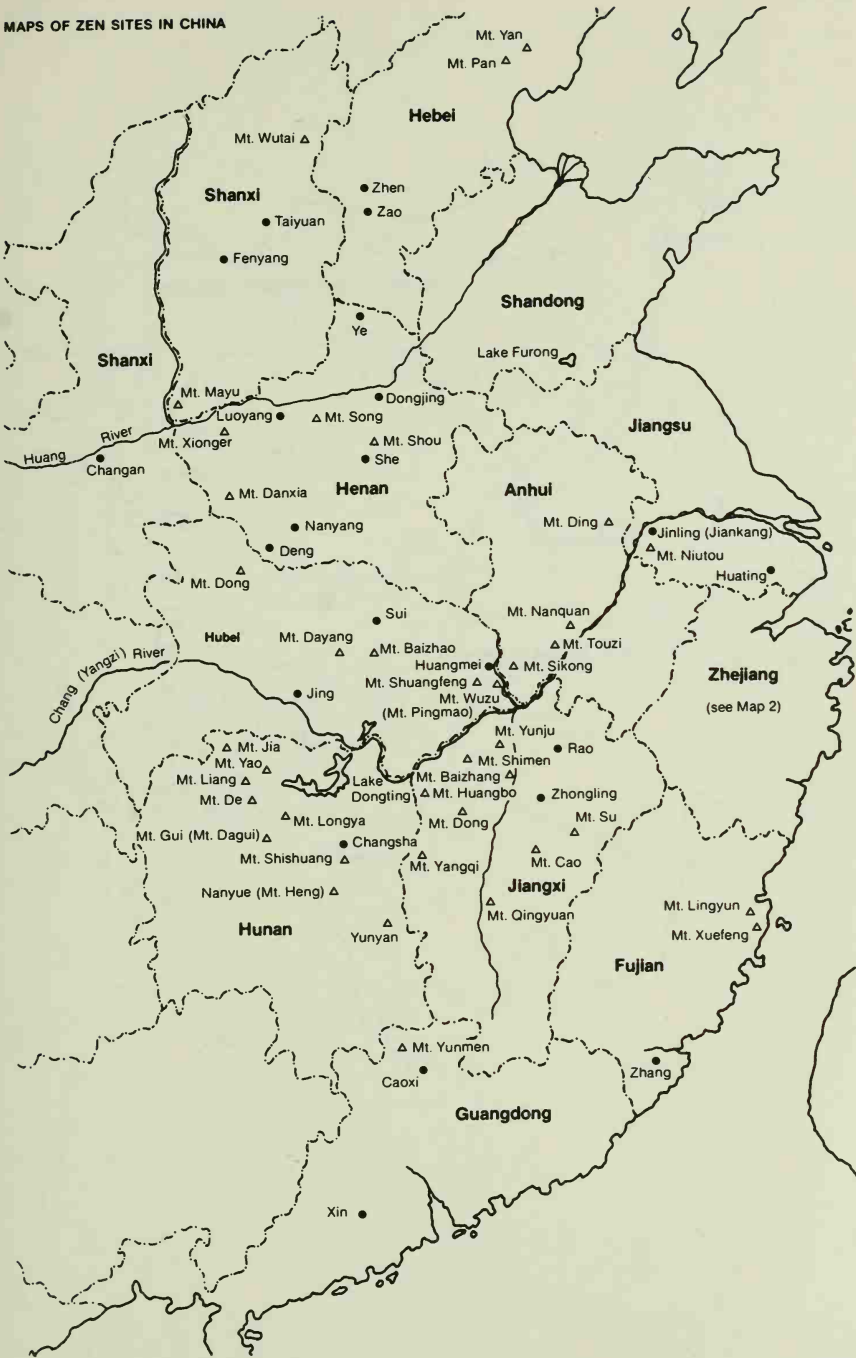 MAPS OF ZEN SITES IN CHINA
Mt. Yan
Mt. Pan
Hebei
Mt. Wutai
Shanxi
Zhen
Zao
Taiyuan
Fenyang
Shandong
Ye
Lake Furong
Shanxi
Mt. Mayu
Dongjing
Luoyang
Mt. Song
Jiangsu
Huang
River
Mt. Xionger
Mt. Shou
Changan
She
Henan
Anhui
Mt. Danxia
Mt. Ding
Nanyang
Jinling (Jiankang)
Deng
Mt. Niutou
Mt. Dong
Huating
Sui
Mt. Nanquan
Hubei
Mt. Dayang
Mt. Baizhao
Mt. Touzi
Chang (Yangzi) River
Huangmei
Mt. Sikong
Zhejiang
Mt. Shuangfeng
Jing
Mt. Wuzu
(see Map 2)
(Mt. Pingmao)
Mt. Yunju
Mt. Jia
Rao
Mt. Yao
Mt. Shimen
Mt. Liang
Lake
Mt. Baizhang
Dongting
Mt. De
Mt. Huangbo
Zhongling
Mt. Longya
Mt. Dong
Mt. Su
Mt. Gui (Mt. Dagui)
Changsha
Mt. Shishuang
Mt. Yangqi
Mt. Cao
Nanyue (Mt. Heng)
Jiangxi
Mt. Qingyuan
Mt. Lingyun
Hunan
Yunyan
Mt. Xuefeng
Fujian
Mt. Yunmen
Caoxi
Zhang
Guangdong
Xin